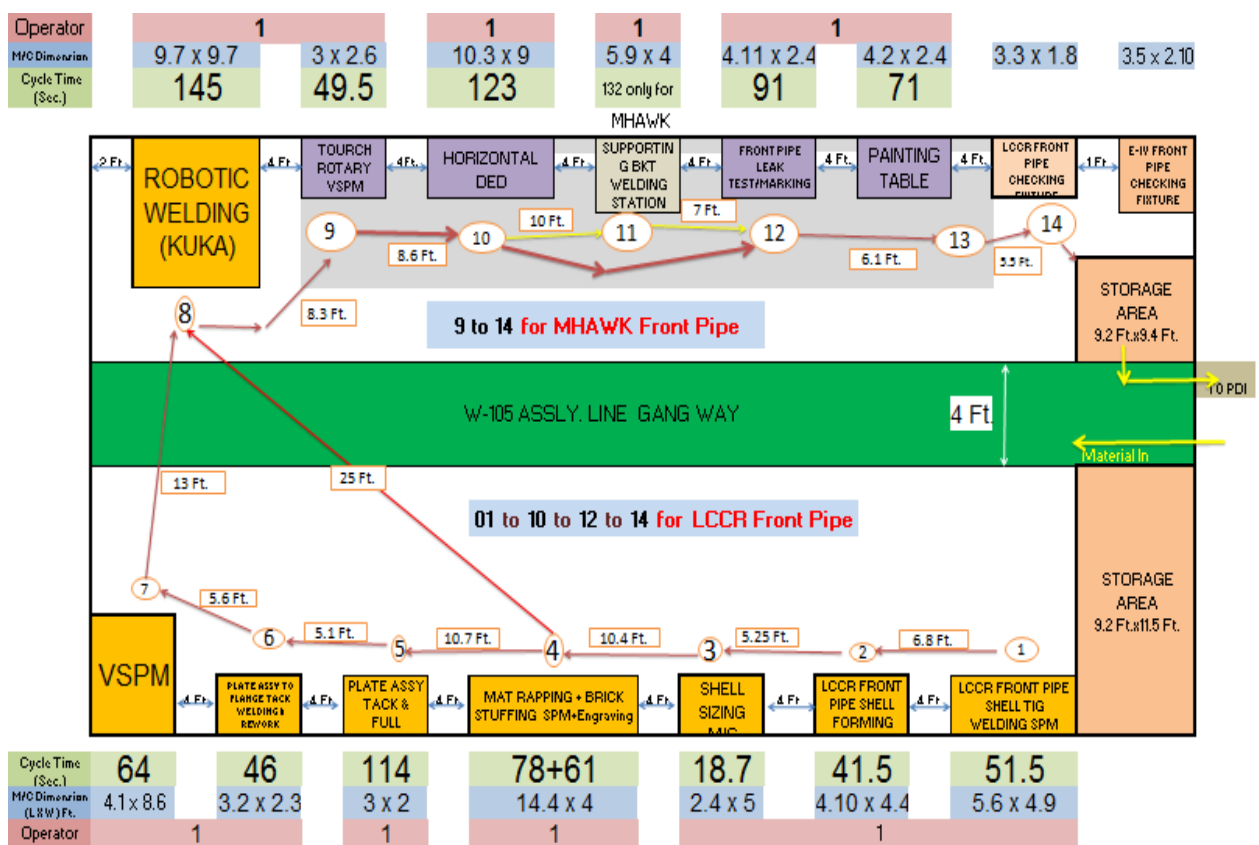 Operator 1 1 1 1
M/C Dimension 9.7 x 9.7 3 x 2.6 10.3 x 9 5.9 x 4 4.11 x 2.4 4.2 x 2.4 3.3 x 1.8 3.5 x 2.10
Cycle Time (Sec.) 145 49.5 123 132 only for 91 71
MHAWK
2 Ft
ROBOTIC
WELDING
(KUKA)
4 Ft
TOURCH
ROTARY
VSPM
4Ft.
HORIZONTAL
DED
4 Ft
SUPPORTIN
G BKT
WELDING
STATION
4 Ft
FRONT PIPE
LEAK
TEST/MARKING
4 Ft.
PAINTING
TABLE
4 Ft.
LCCR FRONT
PIPE
CHECKING
FIXTURE
1Ft
E-IV FRONT
PIPE
CHECKING
FIXTURE
9
8.6 Ft.
10
10 Ft.
11
7 Ft.
12
6.1 Ft.
13
5.5 Ft.
14
8
8.3 Ft.
9 to 14 for MHAWK Front Pipe
STORAGE
AREA
9.2 Ft.x9.4 Ft.
W-105 ASSLY. LINE GANG WAY
4 Ft.
TO PDI
Material In
13 Ft.
25 Ft.
01 to 10 to 12 to 14 for LCCR Front Pipe
STORAGE
AREA
9.2 Ft.x11.5 Ft.
7
5.6 Ft.
6
5.1 Ft.
5
10.7 Ft.
4
10.4 Ft.
3
5.25 Ft.
2
6.8 Ft.
1
VSPM
4 Ft
PLATE ASSY TO
FLANGE TACK
WELDING &
REWORK
4 Ft
PLATE ASSY
TACK &
FULL
4 Ft
MAT RAPPING + BRICK
STUFFING SPM+Engraving
4 Ft
SHELL
SIZING
M/C
4 Ft
LCCR FRONT
PIPE SHELL
FORMING
4 Ft
LCCR FRONT PIPE
SHELL TIG
WELDING SPM
Cycle Time (Sec.) 64 46 114 78+61 18.7 41.5 51.5
M/C Dimension (LXW) Ft. 4.1 x 8.6 3.2 x 2.3 3 x 2 14.4 x 4 2.4 x 5 4.10 x 4.4 5.6 x 4.9
Operator 1 1 1 1